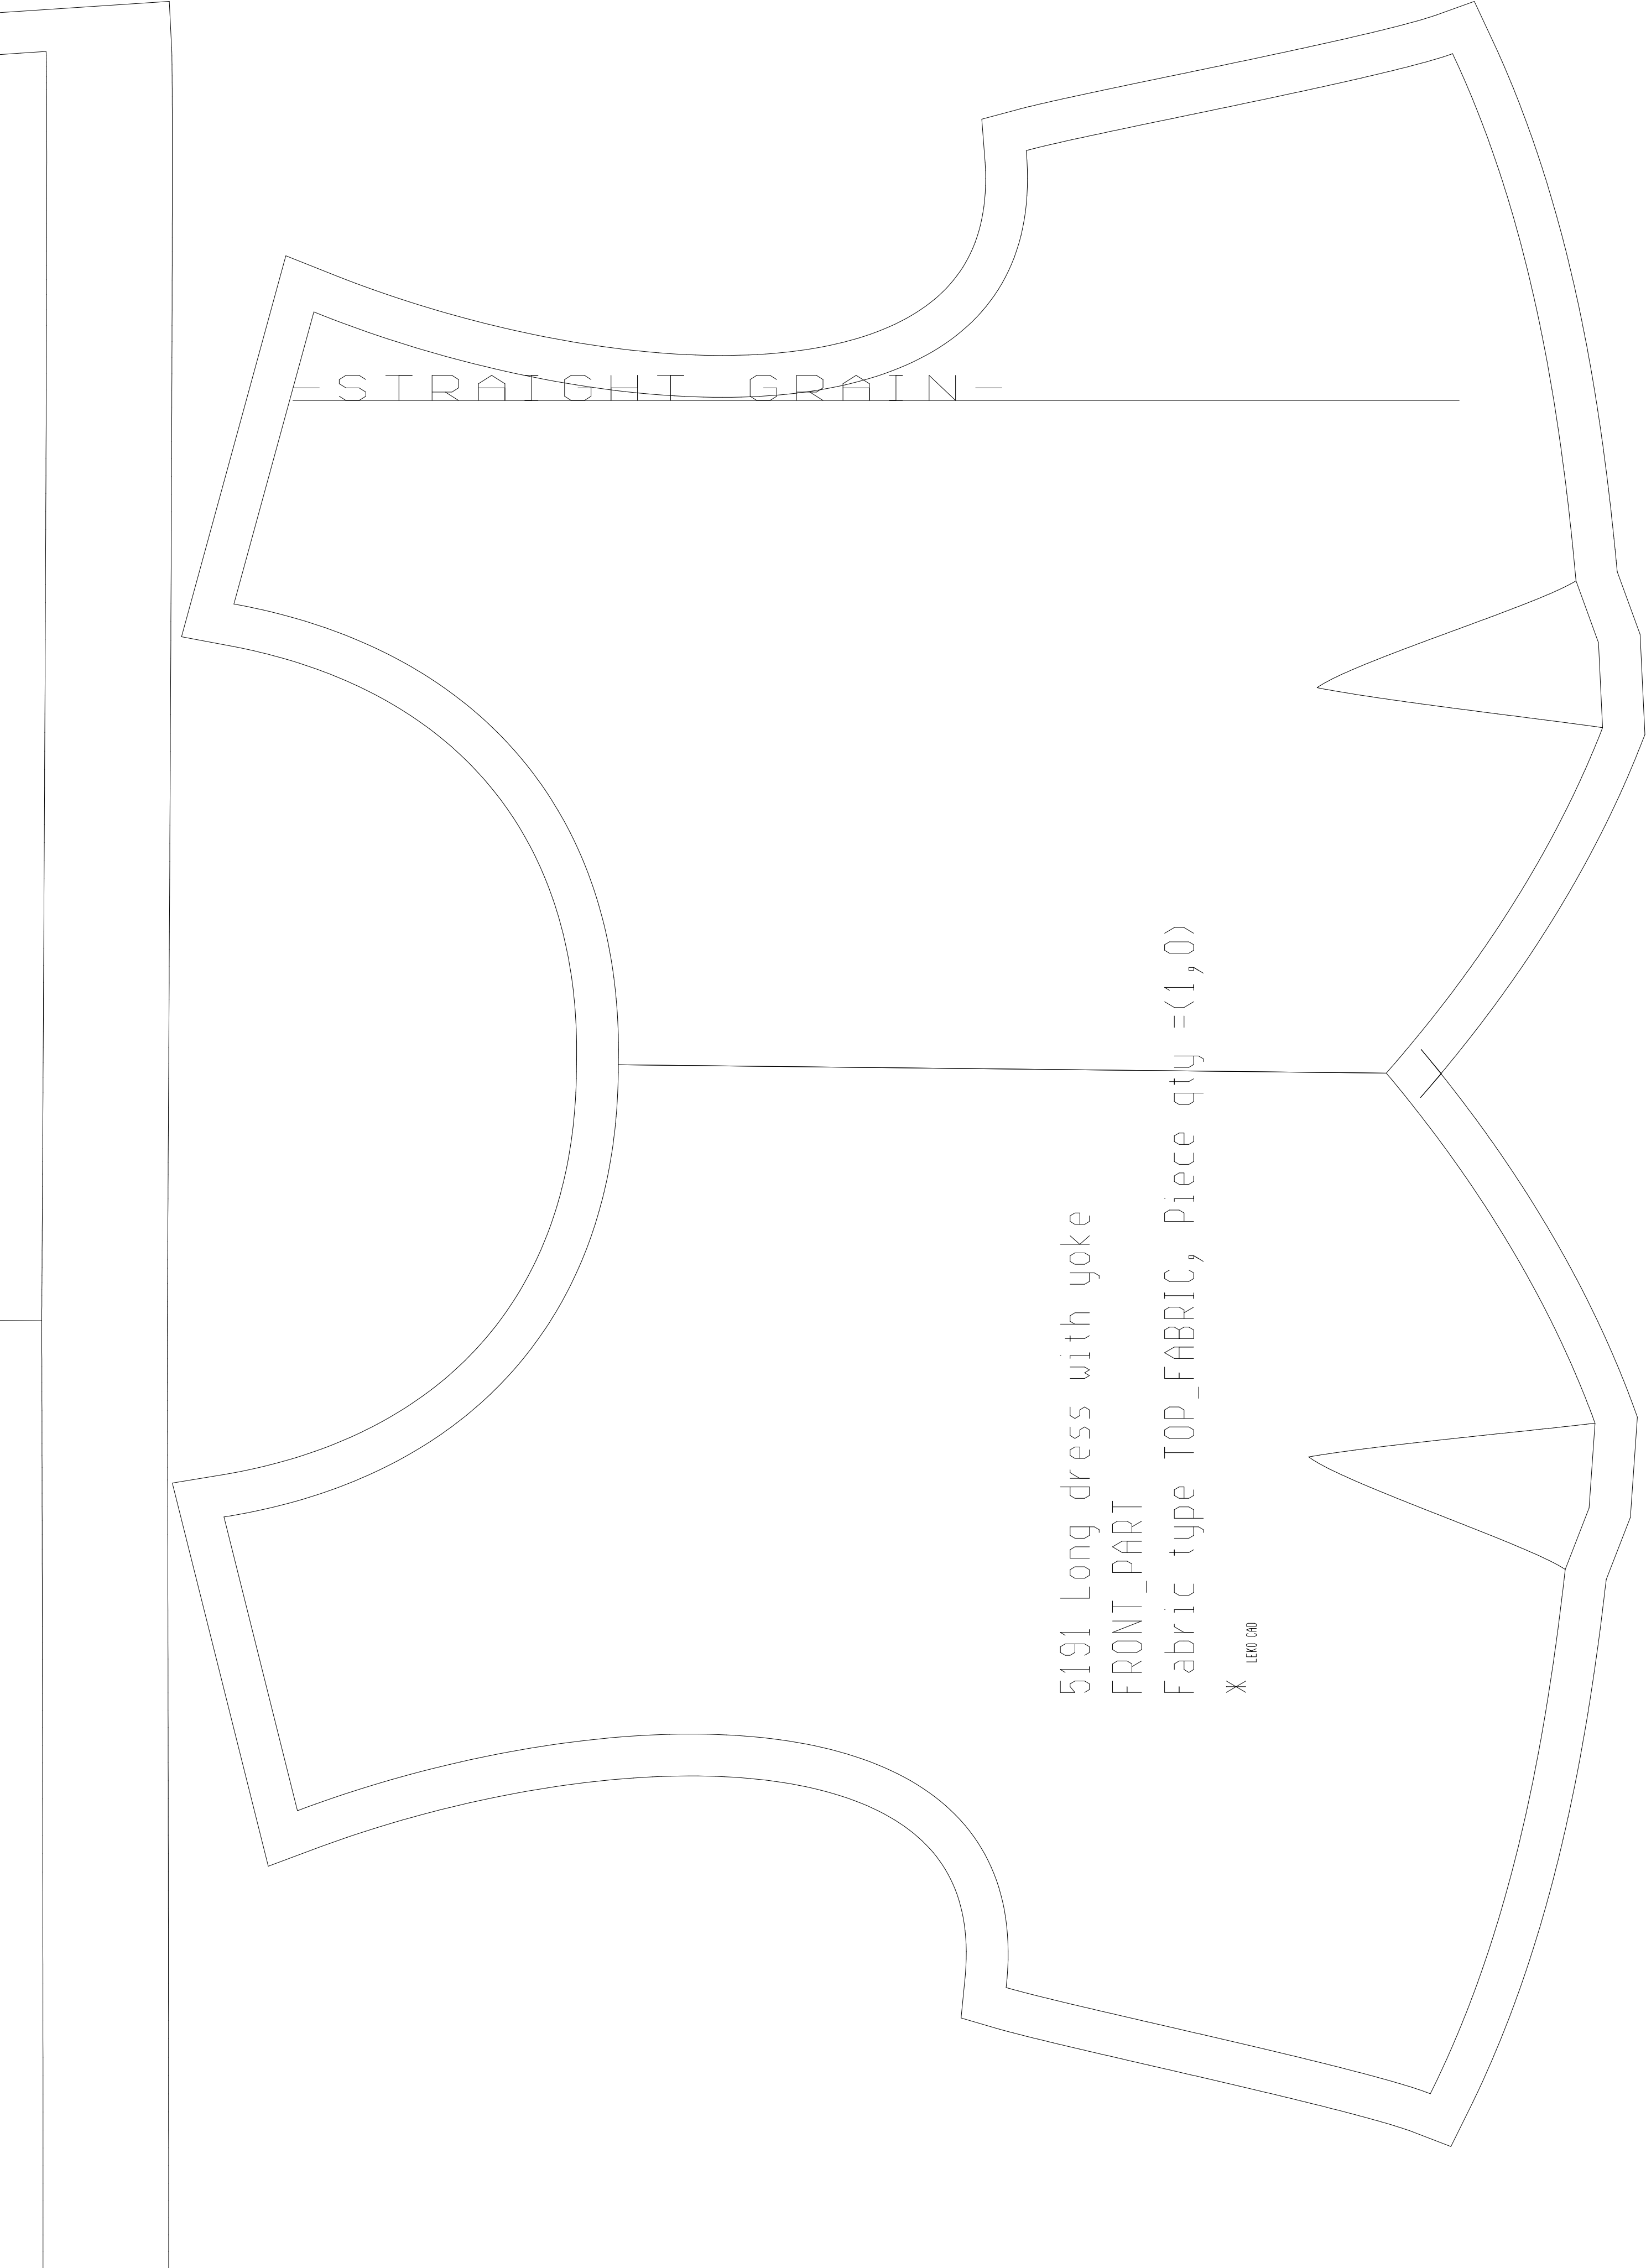 -STRAIGHT GRAIN-
5191 Long dress with yoke
FRONT_PART
Fabric type TOP_FABRIC, Piece qty =(1,0)
* LEKO CAD